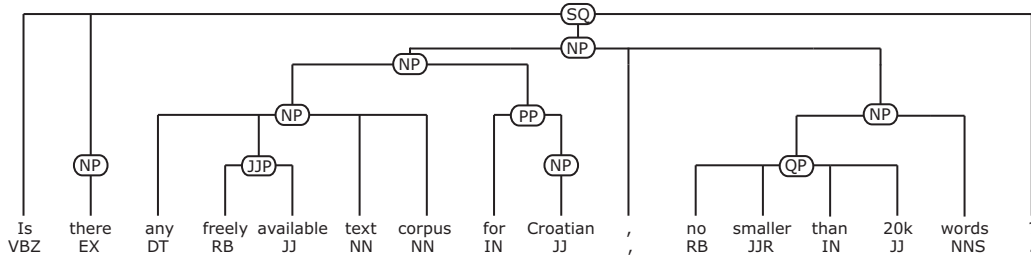 SQ
NP
NP
NP PP NP
NP JJP NP QP
Is there any freely available text corpus for Croatian , no smaller than 20k words
VBZ EX DT RB JJ NN NN IN JJ , RB JJR IN JJ NNS